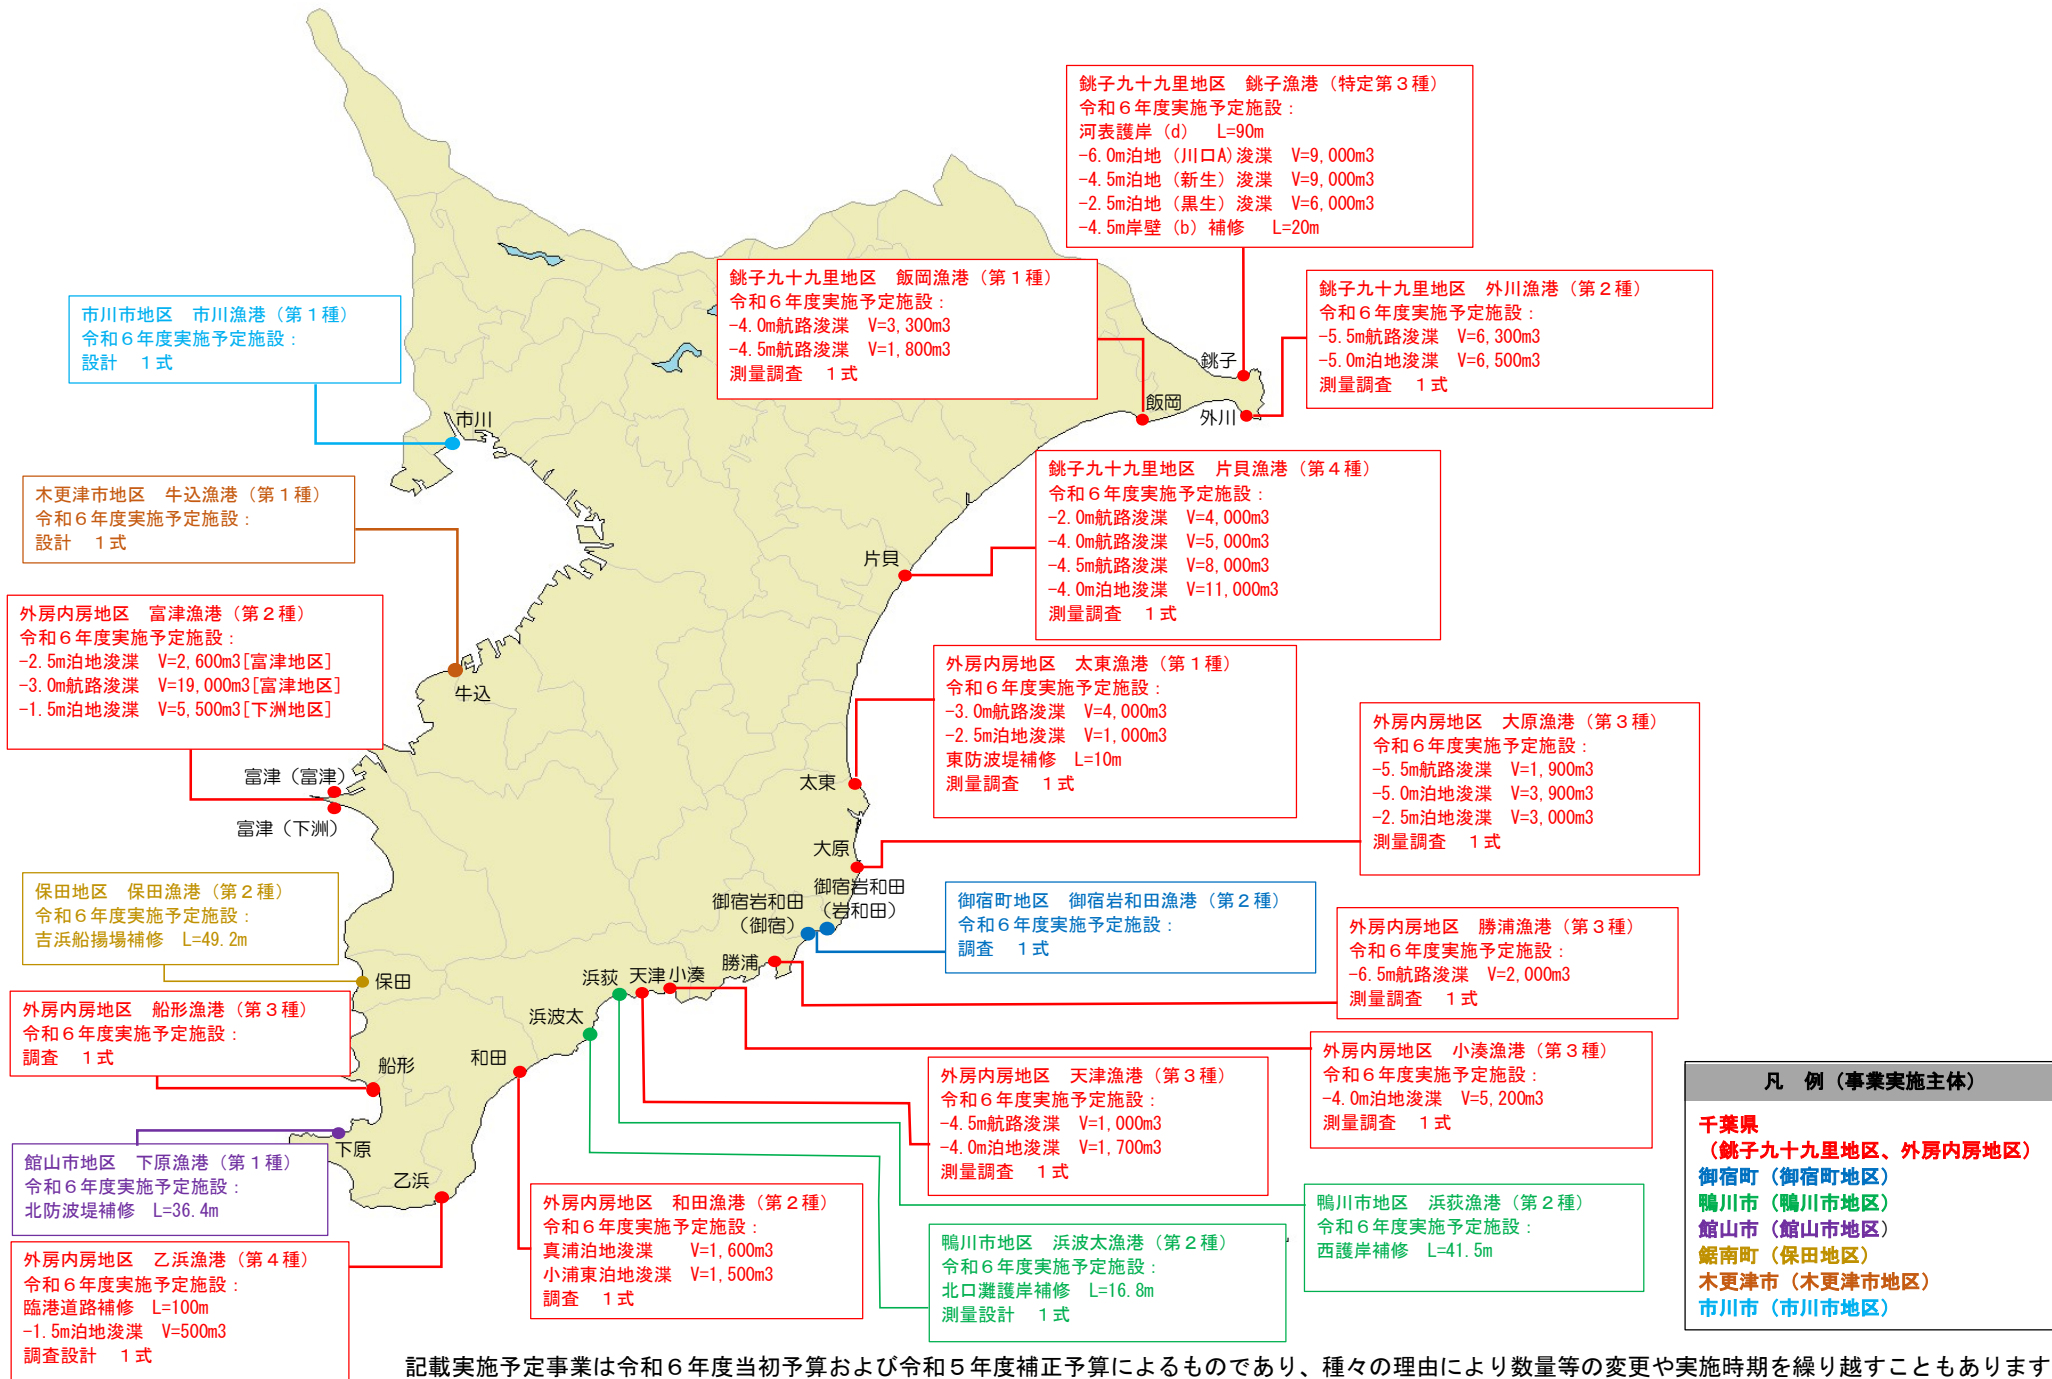 銚子九十九里地区　銚子漁港（特定第３種）
令和６年度実施予定施設：
河表護岸（d）　L=90m
-6.0m泊地（川口A）浚渫　V=9,000m3
-4.5m泊地（新生）浚渫　V=9,000m3
-2.5m泊地（黒生）浚渫　V=6,000m3
-4.5m岸壁（b）補修　L=20m
銚子九十九里地区　飯岡漁港（第１種）
令和６年度実施予定施設：
-4.0m航路浚渫　V=3,300m3
-4.5m航路浚渫　V=1,800m3
測量調査　１式
銚子九十九里地区　外川漁港（第２種）
令和６年度実施予定施設：
-5.5m航路浚渫　V=6,300m3
-5.0m泊地浚渫　V=6,500m3
測量調査　１式
市川市地区　市川漁港（第１種）
令和６年度実施予定施設：
設計　１式
銚子
飯岡
外川
市川
銚子九十九里地区　片貝漁港（第４種）
令和６年度実施予定施設：
-2.0m航路浚渫　V=4,000m3
-4.0m航路浚渫　V=5,000m3
-4.5m航路浚渫　V=8,000m3
-4.0m泊地浚渫　V=11,000m3
測量調査　１式
木更津市地区　牛込漁港（第１種）
令和６年度実施予定施設：
設計　１式
片貝
外房内房地区　富津漁港（第２種）
令和６年度実施予定施設：
-2.5m泊地浚渫　V=2,600m3[富津地区]
-3.0m航路浚渫　V=19,000m3[富津地区]
-1.5m泊地浚渫　V=5,500m3[下洲地区]
牛込
外房内房地区　太東漁港（第１種）
令和６年度実施予定施設：
-3.0m航路浚渫　V=4,000m3
-2.5m泊地浚渫　V=1,000m3
東防波堤補修　L=10m
測量調査　１式
外房内房地区　大原漁港（第３種）
令和６年度実施予定施設：
-5.5m航路浚渫　V=1,900m3
-5.0m泊地浚渫　V=3,900m3
-2.5m泊地浚渫　V=3,000m3
測量調査　１式
富津（富津）
富津（下洲）
太東
大原
御宿岩和田
（岩和田）
御宿岩和田
（御宿）
保田地区　保田漁港（第２種）
令和６年度実施予定施設：
吉浜船揚場補修　L=49.2m
御宿町地区　御宿岩和田漁港（第２種）
令和６年度実施予定施設：
調査　１式
外房内房地区　勝浦漁港（第３種）
令和６年度実施予定施設：
-6.5m航路浚渫　V=2,000m3
測量調査　１式
勝浦
小湊
天津
浜荻
浜波太
和田
保田
船形
下原
乙浜
外房内房地区　船形漁港（第３種）
令和６年度実施予定施設：
調査　１式
外房内房地区　小湊漁港（第３種）
令和６年度実施予定施設：
-4.0m泊地浚渫　V=5,200m3
測量調査　１式
外房内房地区　天津漁港（第３種）
令和６年度実施予定施設：
-4.5m航路浚渫　V=1,000m3
-4.0m泊地浚渫　V=1,700m3
測量調査　１式
館山市地区　下原漁港（第１種）
令和６年度実施予定施設：
北防波堤補修　L=36.4m
外房内房地区　和田漁港（第２種）
令和６年度実施予定施設：
真浦泊地浚渫　V=1,600m3
小浦東泊地浚渫　V=1,500m3
調査　１式
鴨川市地区　浜荻漁港（第２種）
令和６年度実施予定施設：
西護岸補修　L=41.5m
鴨川市地区　浜波太漁港（第２種）
令和６年度実施予定施設：
北口灘護岸補修　L=16.8m
測量設計　１式
外房内房地区　乙浜漁港（第４種）
令和６年度実施予定施設：
臨港道路補修　L=100m
-1.5m泊地浚渫　V=500m3
調査設計　１式
凡　例（事業実施主体）
千葉県
（銚子九十九里地区、外房内房地区）
御宿町（御宿町地区）
鴨川市（鴨川市地区）
館山市（館山市地区）
鋸南町（保田地区）
木更津市（木更津市地区）
市川市（市川市地区）
記載実施予定事業は令和６年度当初予算および令和５年度補正予算によるものであり、種々の理由により数量等の変更や実施時期を繰り越すこともあります